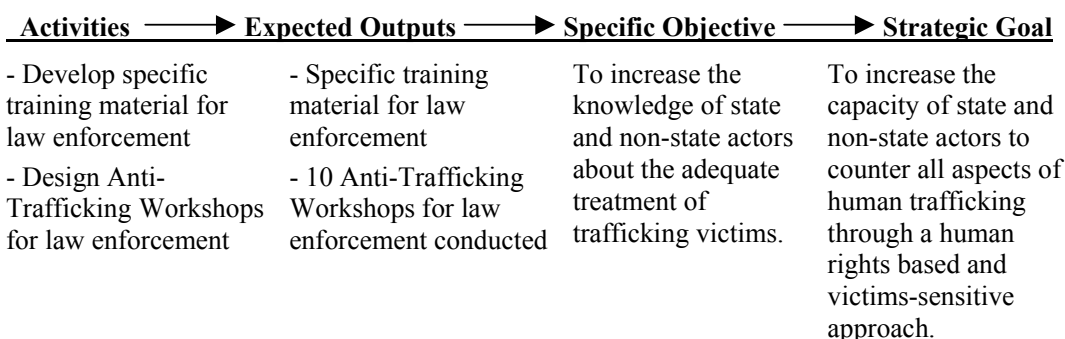 Activities Expected Outputs Specific Objective Strategic Goal
- Develop specific
training material for
law enforcement
- Design Anti-
Trafficking Workshops
for law enforcement
- Specific training
material for law
enforcement
- 10 Anti-Trafficking
Workshops for law
enforcement conducted
To increase the
knowledge of state
and non-state actors
about the adequate
treatment of
trafficking victims.
To increase the
capacity of state and
non-state actors to
counter all aspects of
human trafficking
through a human
rights based and
victims-sensitive
approach.